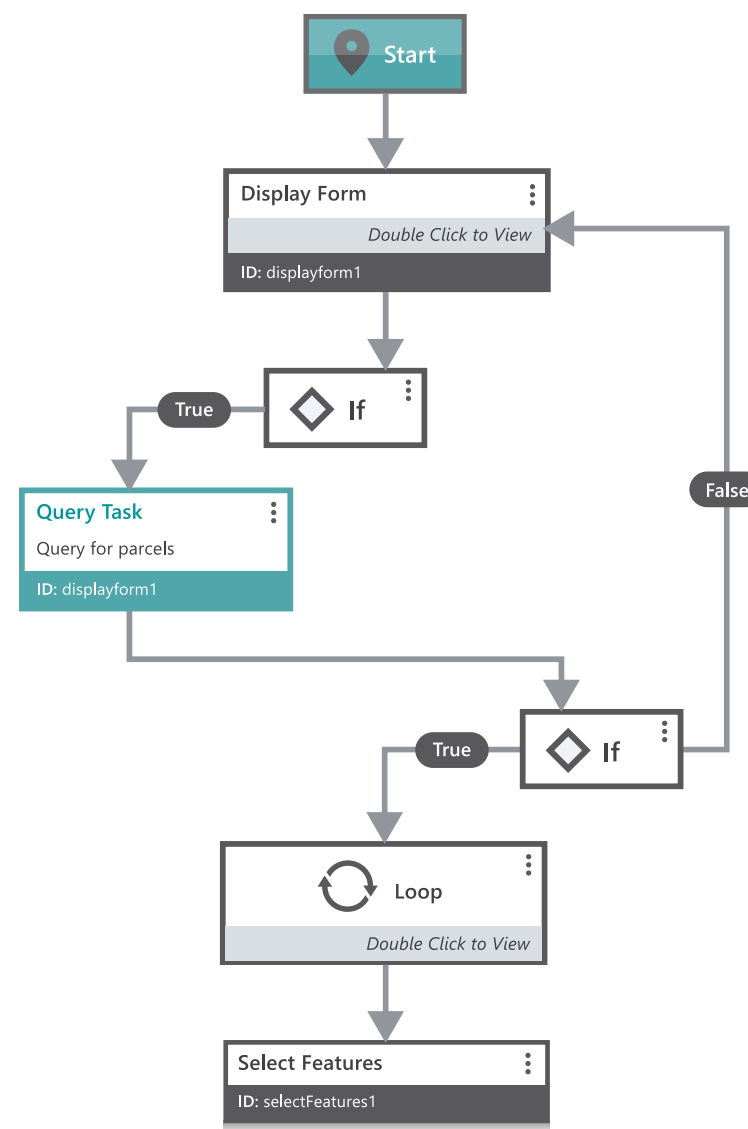 Start
Display Form
Double Click to View
ID: displayform1
If
True
Query Task
Query for parcels
ID: displayform1
False
If
True
Loop
Double Click to View
Select Features
ID: selectFeatures1